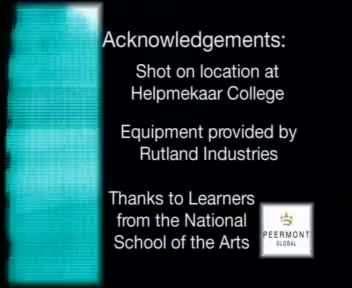 Acknowledgements:
Shot on location at
Helpmekaar College
Equipment provided by
Rutland Industries
Thanks to Learners
from the National
School of the Arts
PEERMONT
GLOBAL